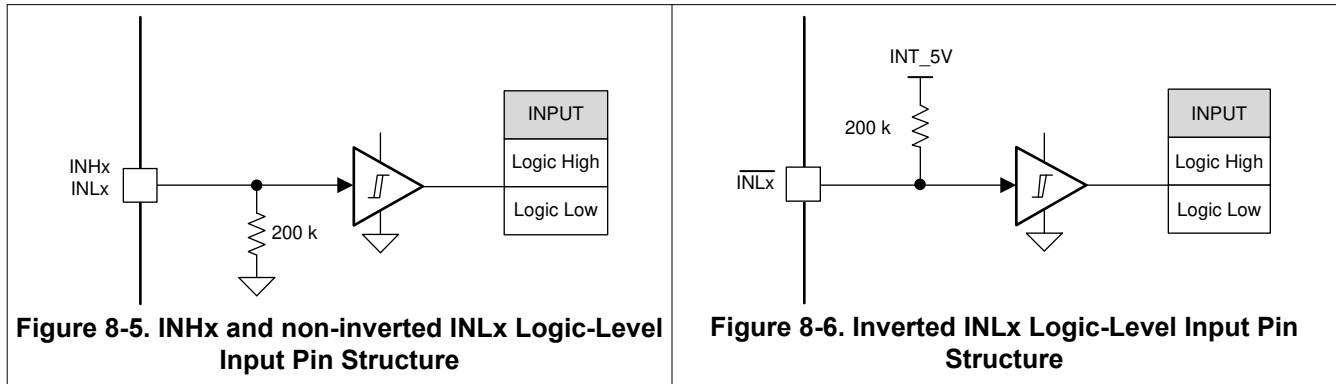 INHx
INLx
200 k
INPUT
Logic High
Logic Low
Figure 8-5. INHx and non-inverted INLx Logic-Level
Input Pin Structure
INT_5V
200 k
INLx
INPUT
Logic High
Logic Low
Figure 8-6. Inverted INLx Logic-Level Input Pin
Structure